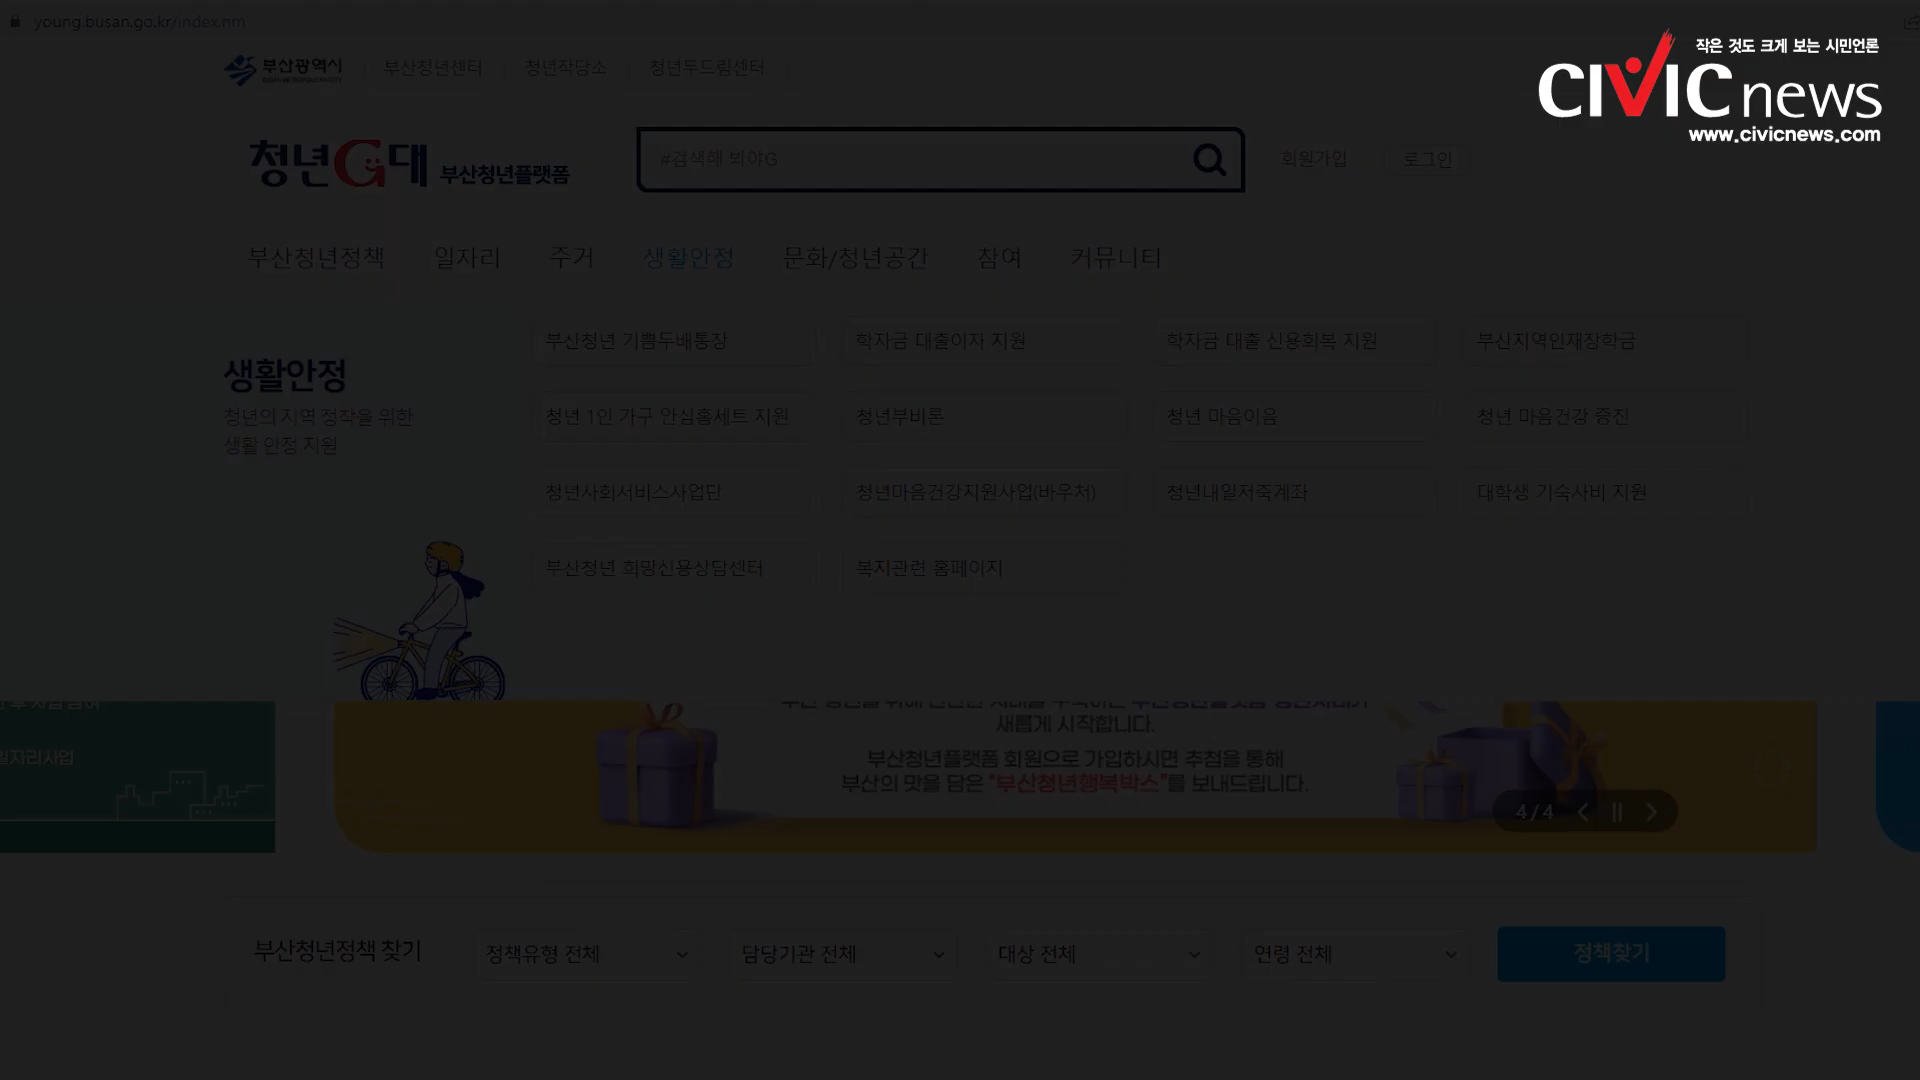 young.busan.go.kr/index.nm
작은 것도 크게 보는 시민언론
CIVIC news
www.civicnews.com
부산광역시
부산청년센터
청년작당소
청년두드림센터
청년G대 부산청년플랫폼
#검색해 봐야G
회원가입
로그인
부산청년정책
일자리
주거
생활안정
문화/청년공간
참여
커뮤니티
생활안정
청년의 지역 정착을 위한
생활 안정 지원
부산청년 기쁨두배통장
학자금 대출이자 지원
학자금 대출 신용회복 지원
부산지역인재장학금
청년 1인 가구 안심홈세트 지원
청년부비론
청년 마음이음
청년 마음건강 증진
청년사회서비스사업단
청년마음건강지원사업(바우처)
청년내일저축계좌
대학생 기숙사비 지원
부산청년 희망신용상담센터
복지관련 홈페이지
일자리사업
새롭게 시작합니다.
부산청년플랫폼 회원으로 가입하시면 추첨을 통해
부산의 맛을 담은 "부산청년행복박스"를 보내드립니다.
4/4
부산청년정책 찾기
정책유형 전체
담당기관 전체
대상 전체
연령 전체
정책찾기